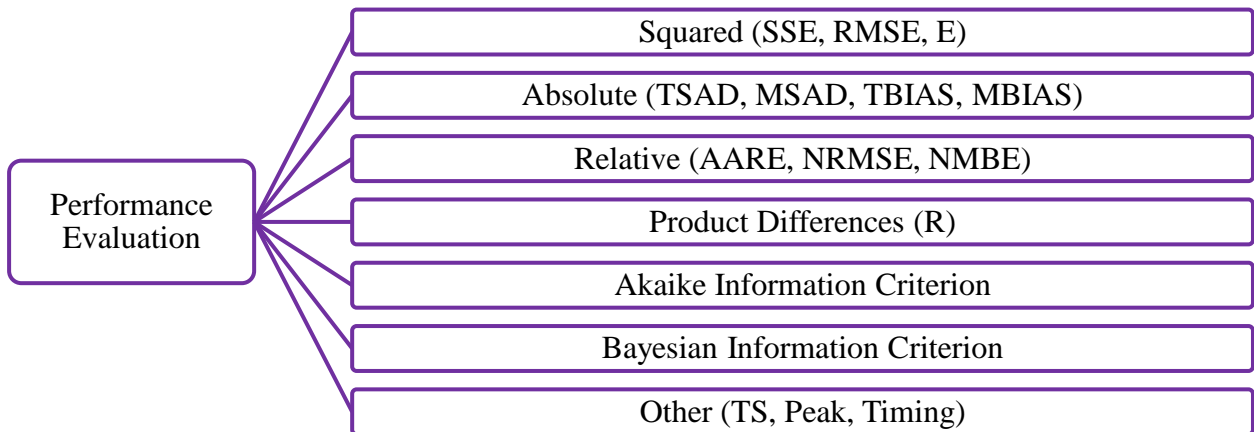 Performance
Evaluation
Squared (SSE, RMSE, E)
Absolute (TSAD, MSAD, TBIAS, MBIAS)
Relative (AARE, NRMSE, NMBE)
Product Differences (R)
Akaike Information Criterion
Bayesian Information Criterion
Other (TS, Peak, Timing)